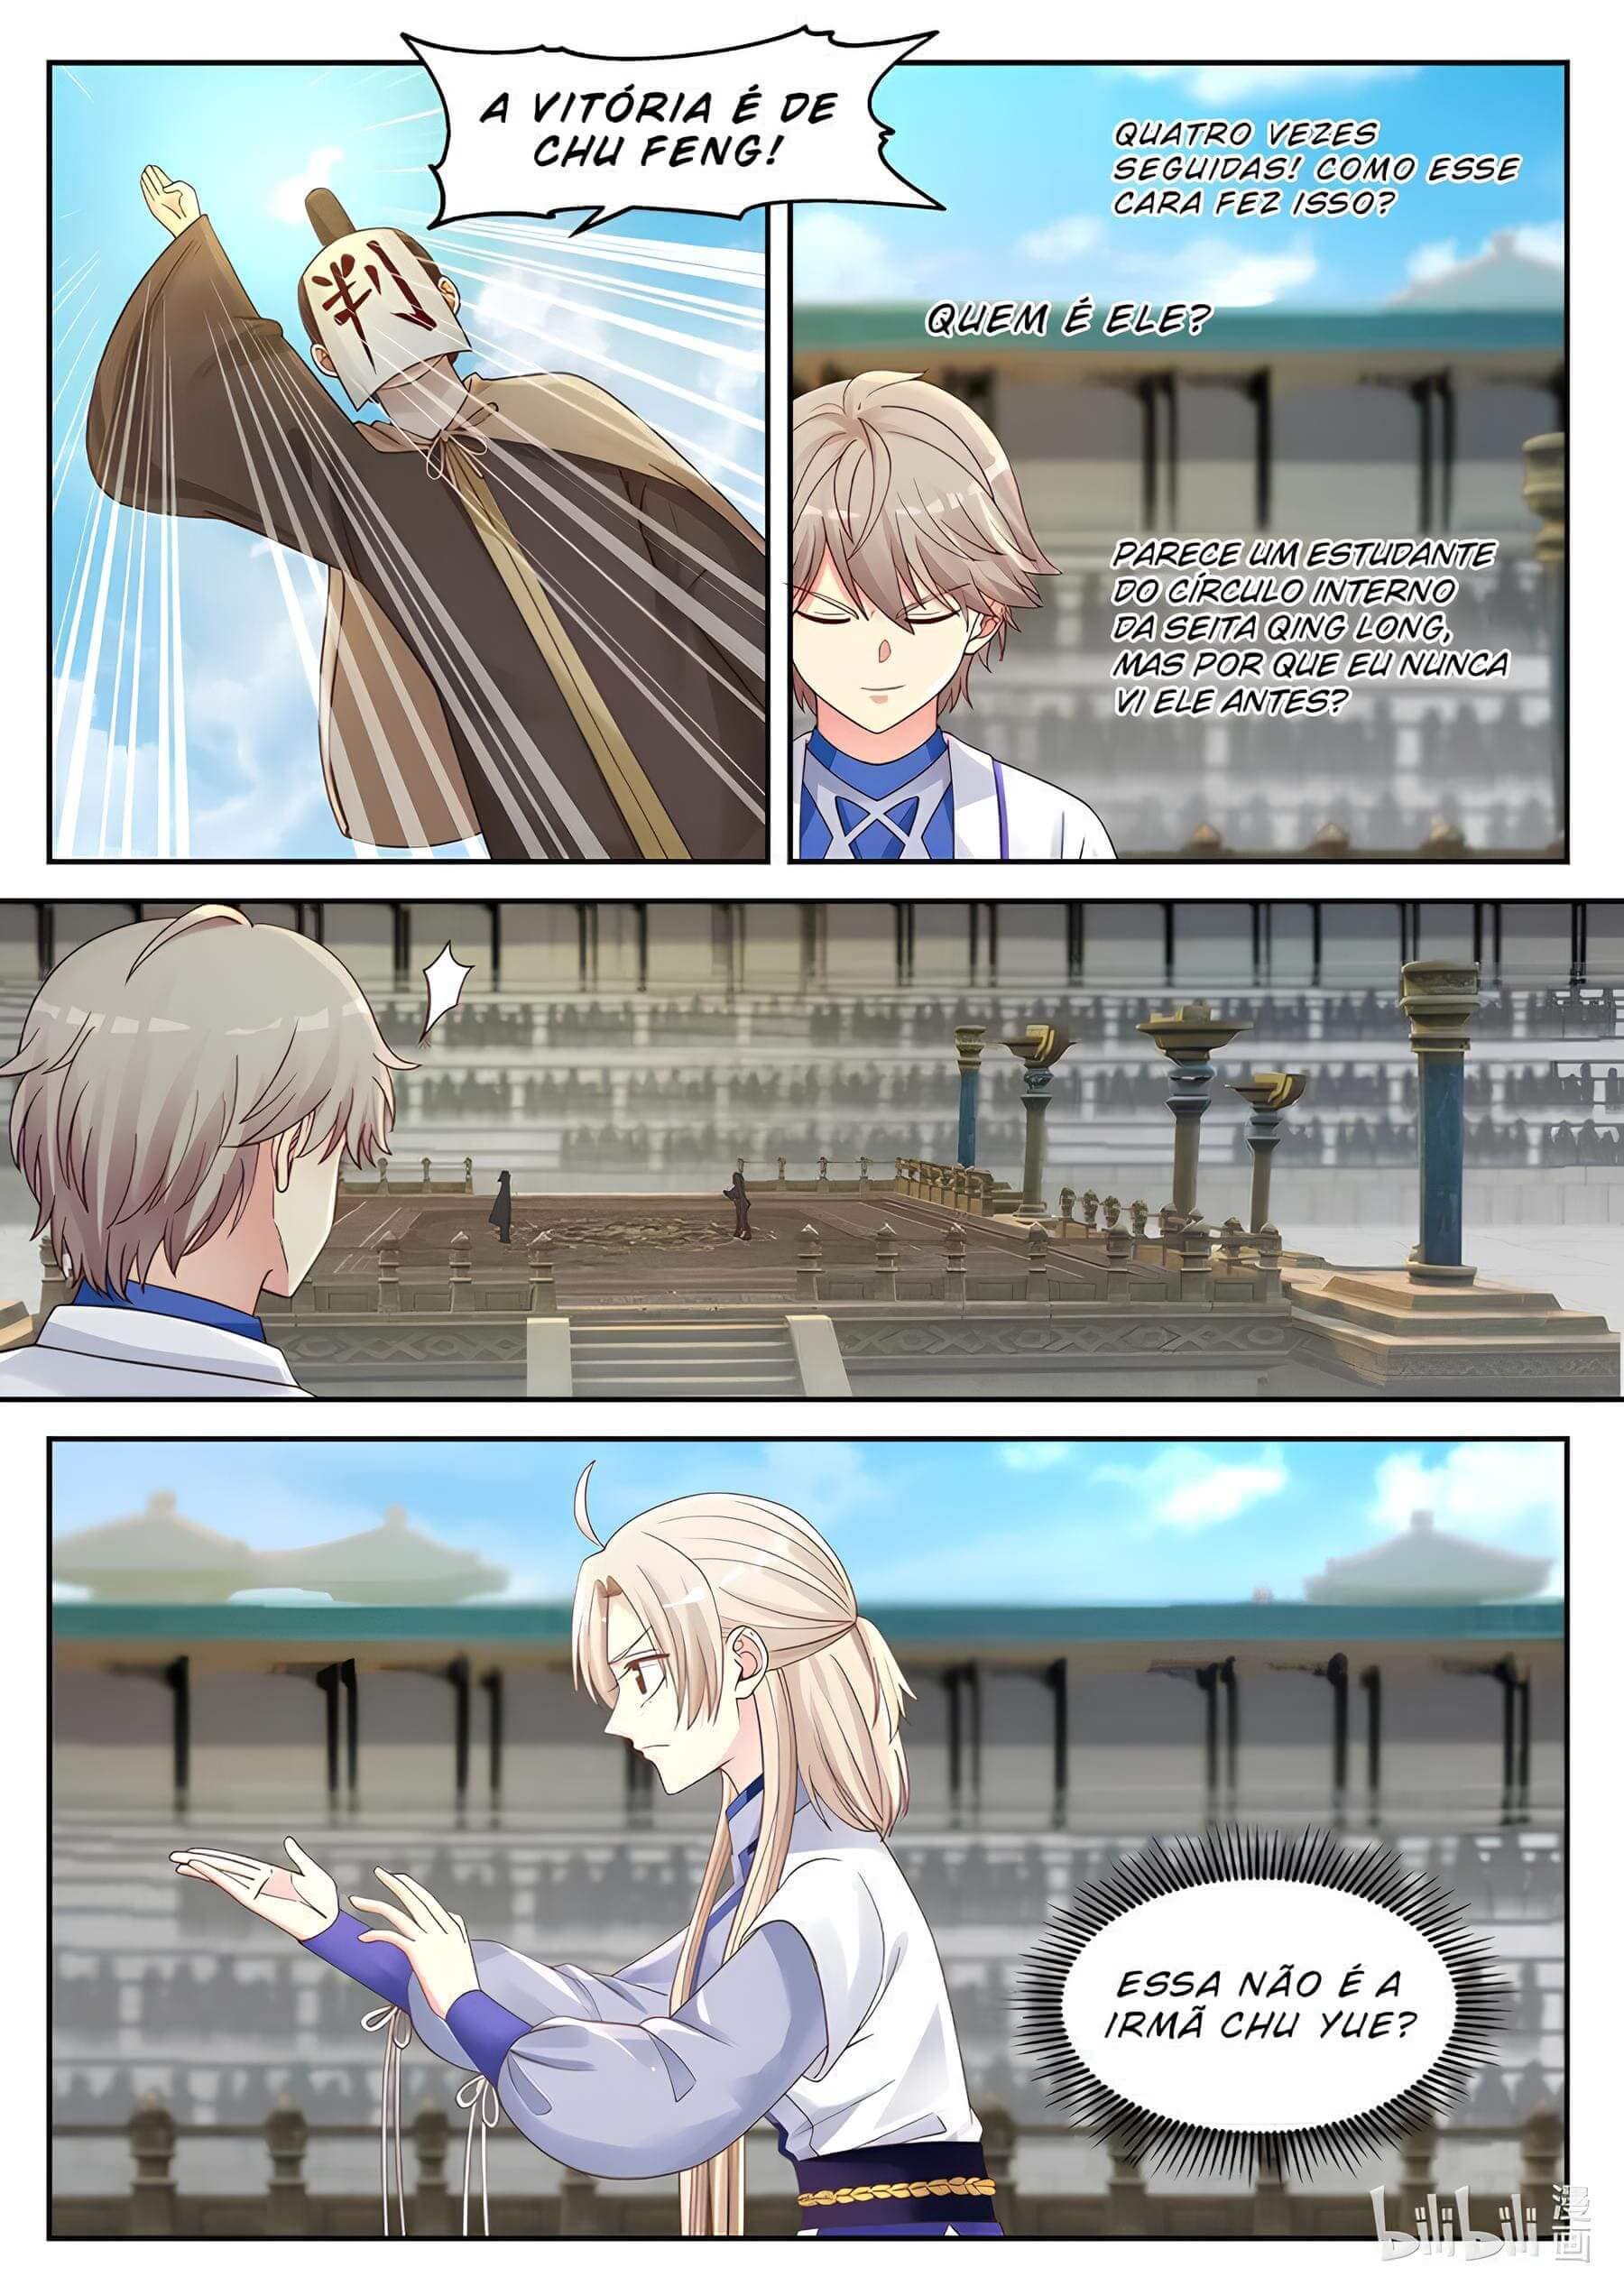 A VITÓRIA É DE
CHU FENG!
判
QUATRO VEZES
SEGUIDAS! COMO ESSE
CARA FEZ ISSO?
QUEM É ELE?
PARECE UM ESTUDANTE
DO CÍRCULO INTERNO
DA SEITA QING LONG,
MAS POR QUE EU NUNCA
VI ELE ANTES?
ESSA NÃO É A
IRMÃ CHU YUE?
bilibili 漫画